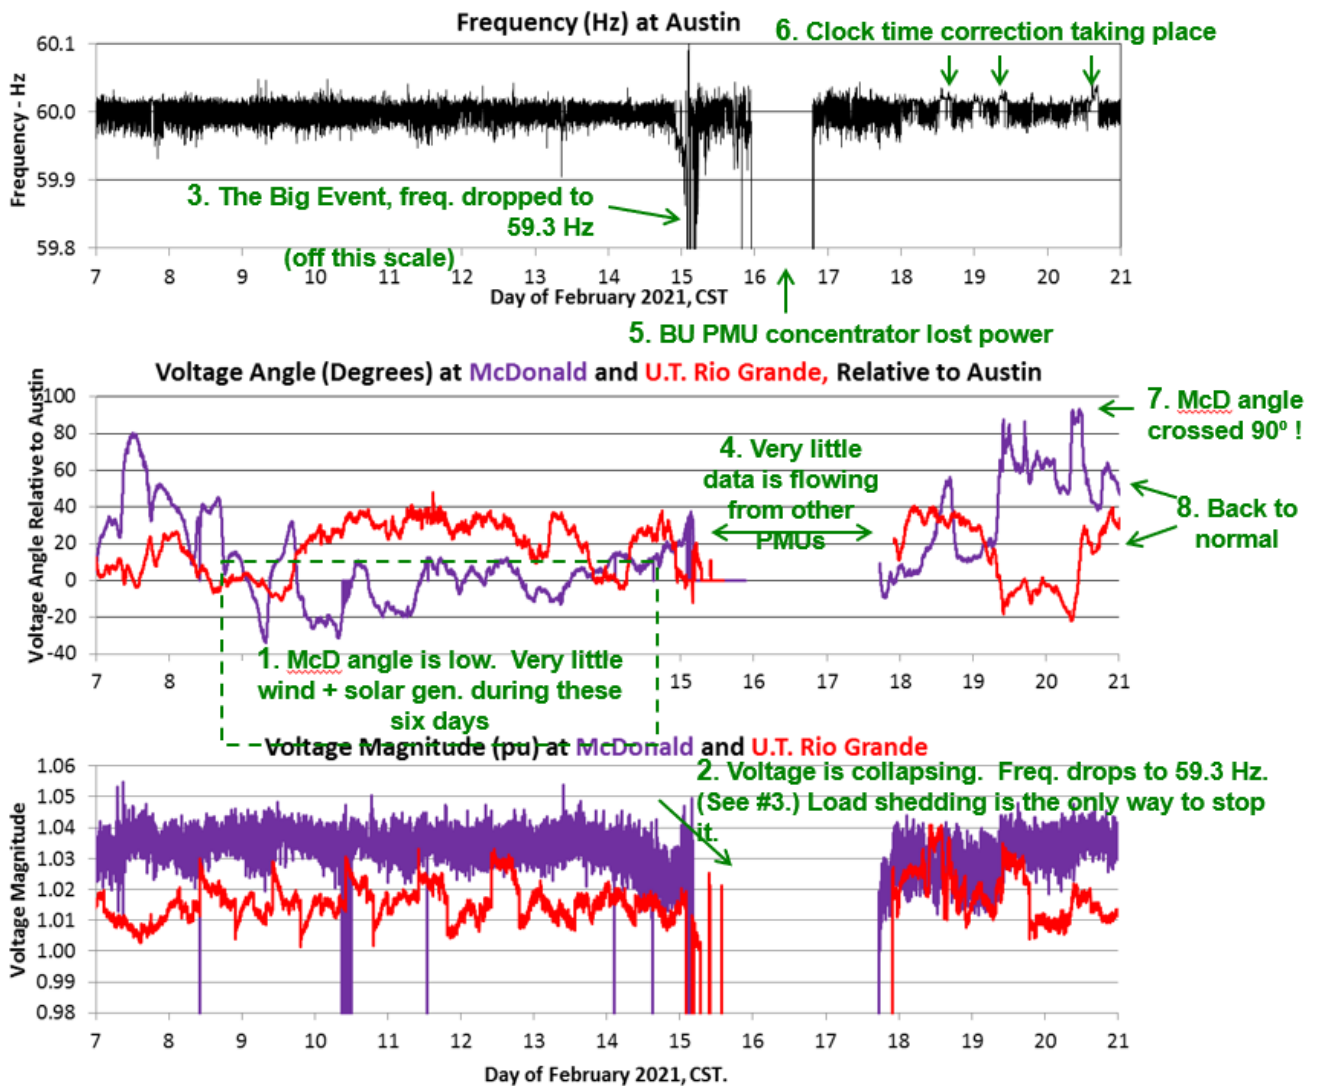 Frequency (Hz) at Austin
6. Clock time correction taking place
60.1
60.0
59.9
59.8
Frequency - Hz
3. The Big Event, freq. dropped to
59.3 Hz
(off this scale)
7 8 9 10 11 12 13 14 15 16 17 18 19 20 21
Day of February 2021, CST
5. BU PMU concentrator lost power
Voltage Angle (Degrees) at McDonald and U.T. Rio Grande, Relative to Austin
100
80
60
40
20
0
-20
-40
Voltage Angle Relative to Austin
7. McD angle
crossed 90º !
4. Very little
data is flowing
from other
PMUs
8. Back to
normal
1. McD angle is low. Very little
wind + solar gen. during these
six days
7 8 9 10 11 12 13 14 15 16 17 18 19 20 21
Voltage Magnitude (pu) at McDonald and U.T. Rio Grande
2. Voltage is collapsing. Freq. drops to 59.3 Hz.
(See #3.) Load shedding is the only way to stop
it.
1.06
1.05
1.04
1.03
1.02
1.01
1.00
0.99
0.98
Voltage Magnitude
7 8 9 10 11 12 13 14 15 16 17 18 19 20 21
Day of February 2021, CST.